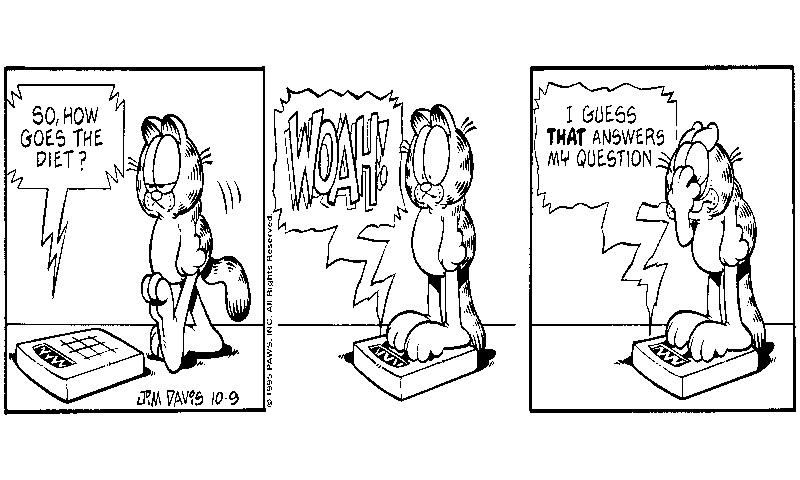 SO, HOW
GOES THE
DIET?
JIM DAVIS 10-9
© 1995 PAWS, INC. All Rights Reserved.
WOAH!
I GUESS
THAT ANSWERS
MY QUESTION